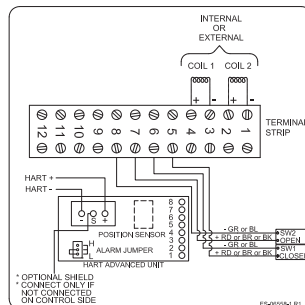 INTERNAL
OR
EXTERNAL
COIL 1 COIL 2
+ - + -
12 11 10 9 8 7 6 5 4 3 2 1
TERMINAL
STRIP
HART +
HART -
- S +
POSITION SENSOR
H
L
ALARM JUMPER
8
7
6
5
4
3
2
1
HART ADVANCED UNIT
- GR or BL
+ RD or BR or BK
- GR or BL
+ RD or BR or BK
SW2
OPEN
SW1
CLOSED
* OPTIONAL SHIELD
* CONNECT ONLY IF
NOT CONNECTED
ON CONTROL SIDE